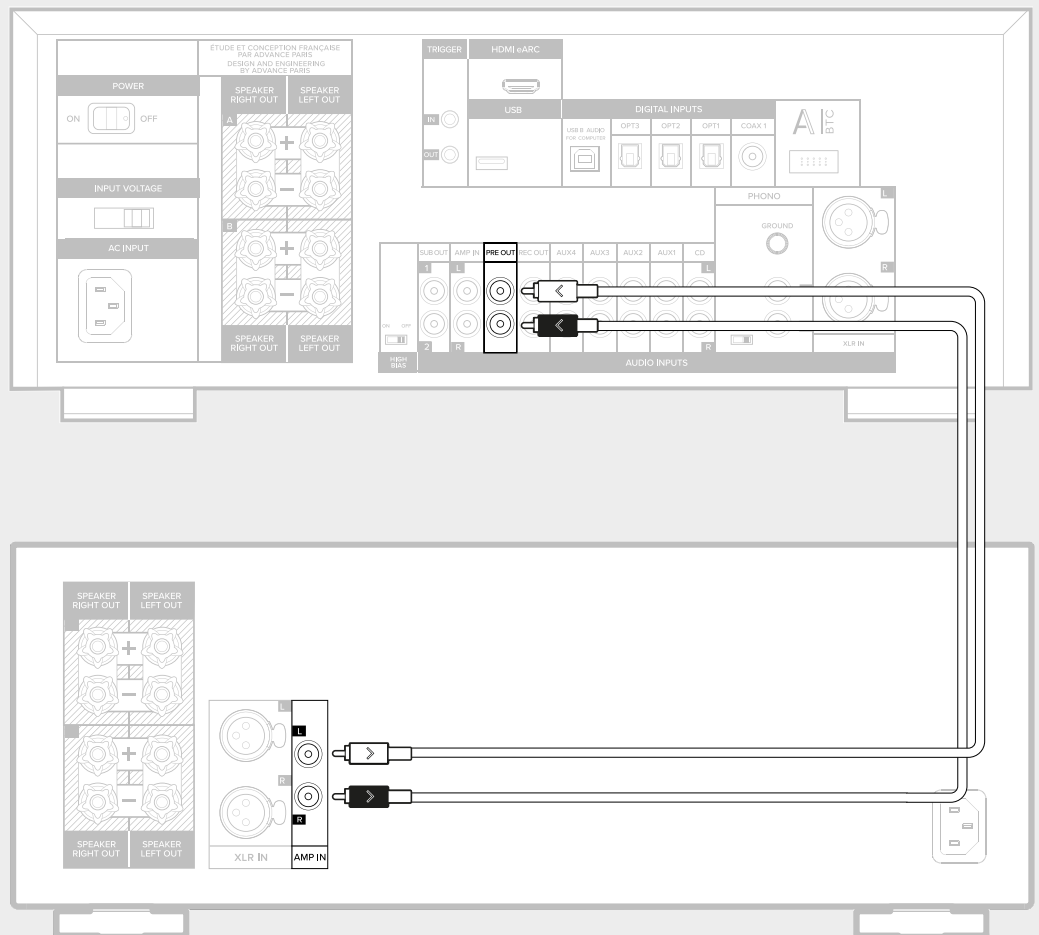 ÉTUDE ET CONCEPTION FRANÇAISE
PAR ADVANCE PARIS
DESIGN AND ENGINEERING
BY ADVANCE PARIS
POWER
ON
OFF
INPUT VOLTAGE
AC INPUT
SPEAKER
RIGHT OUT
SPEAKER
LEFT OUT
A
+
−
B
+
−
SPEAKER
RIGHT OUT
SPEAKER
LEFT OUT
TRIGGER
HDMI eARC
IN
OUT
USB
DIGITAL INPUTS
USB B AUDIO
FOR COMPUTER
OPT3
OPT2
OPT1
COAX 1
A
BTC
PHONO
GROUND
L
R
XLR IN
SUB OUT
AMP IN
PRE OUT
REC OUT
AUX4
AUX3
AUX2
AUX1
CD
1
L
L
2
R
R
ON OFF
HIGH
BIAS
AUDIO INPUTS
SPEAKER
RIGHT OUT
SPEAKER
LEFT OUT
+
−
+
−
SPEAKER
RIGHT OUT
SPEAKER
LEFT OUT
L
L
R
R
XLR IN
AMP IN